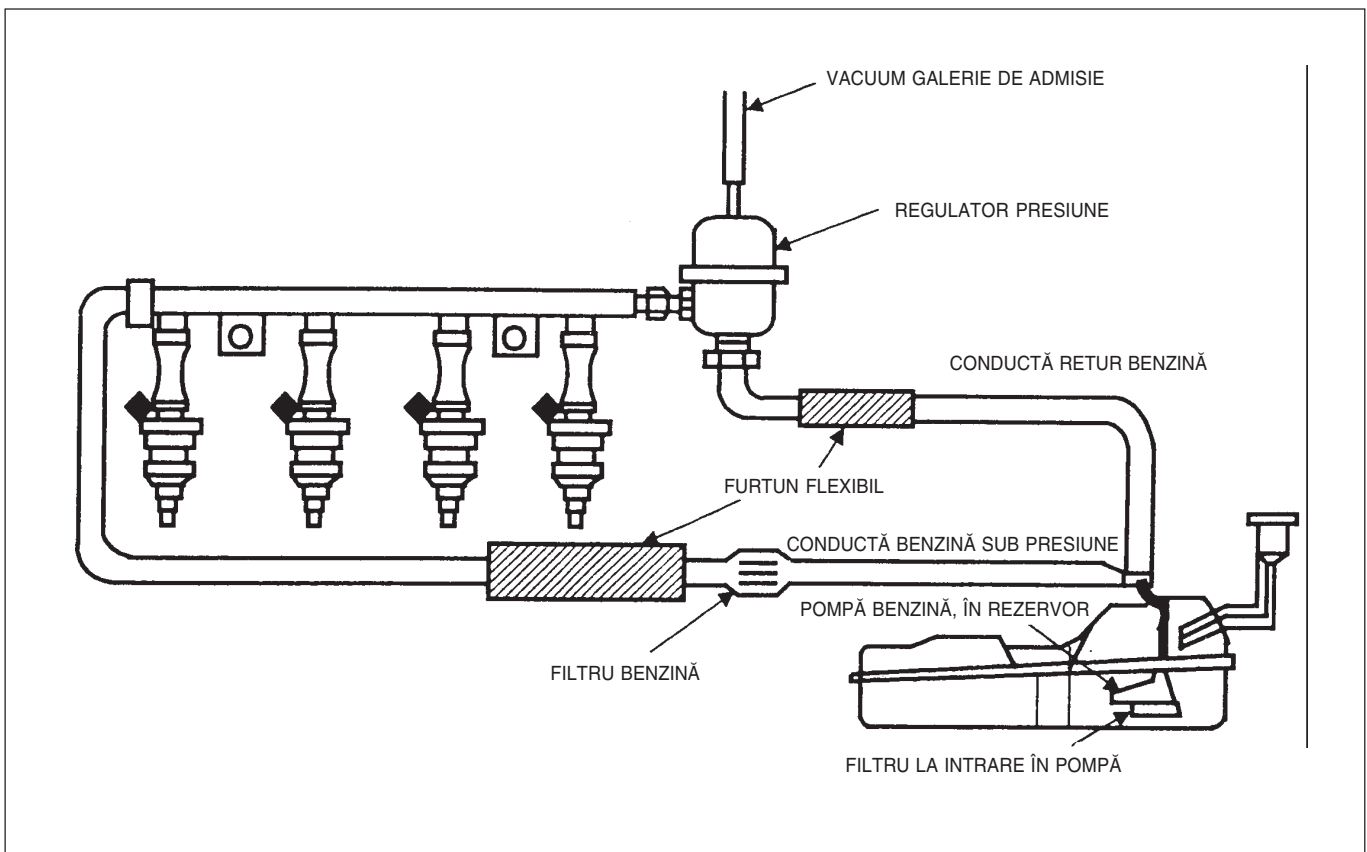 VACUUM GALERIE DE ADMISIE
REGULATOR PRESIUNE
CONDUCTĂ RETUR BENZINĂ
FURTUN FLEXIBIL
CONDUCTĂ BENZINĂ SUB PRESIUNE
POMPĂ BENZINĂ, ÎN REZERVOR
FILTRU BENZINĂ
FILTRU LA INTRARE ÎN POMPĂ